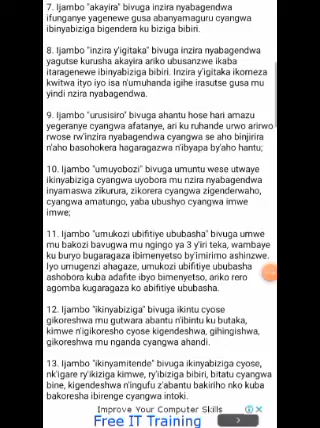 7. Ijambo "akayira" bivuga inzira nyabagendwa
ifunganye yagenewe gusa abanyamaguru cyangwa
ibinyabiziga bigendera ku biziga bibiri.
8. Ijambo "inzira y'igitaka" bivuga inzira nyabagendwa
yagutse kurusha akayira ariko ubusanzwe ikaba
itaragenewe ibinyabiziga bibiri. Inzira y'igitaka ikomeza
kwitwa ityo iyo isa n'umuhanda igihe irasutse gusa mu
yindi nzira nyabagendwa.
9. Ijambo "urusisiro" bivuga ahantu hose hari amazu
yegeranye cyangwa afatanye, ari ku ruhande urwo arirwo
rwose rw'inzira nyabagendwa cyangwa se aho binjirira
n'aho basohokera hagaragazwa n'ibyapa by'aho hantu;
10. Ijambo "umuyobozi" bivuga umuntu wese utwaye
ikinyabiziga cyangwa uyobora mu nzira nyabagendwa
inyamaswa zikurura, zikorera cyangwa zigenderwaho,
cyangwa amatungo, yaba ubushyo cyangwa imwe
imwe;
11. Ijambo "umukozi ubifitiye ububasha" bivuga umwe
mu bakozi bavugwa mu ngingo ya 3 y'iri teka, wambaye
ku buryo bugaragaza ibimenyetso by'imirimo ashinzwe.
Iyo umugenzi ahagaze, umukozi ubifitiye ububasha
ashobora kuba adafite ibyo bimenyetso, ariko rero
agomba kugaragaza ko abifitiye ububasha.
12. Ijambo "ikinyabiziga" bivuga ikintu cyose
gikoreshwa mu gutwara abantu n'ibintu ku butaka,
kimwe n'igikoresho cyose kigendeshwa, gihingishwa,
gikoreshwa mu nganda cyangwa ahandi.
13. Ijambo "ikinyamitende" bivuga ikinyabiziga cyose,
nk'igare ry'ikiziga kimwe, ry'ibiziga bibiri, bitatu cyangwa
bine, kigendeshwa n'ingufu z'abantu bakiriho nko kuba
bakoresha ibirenge cyangwa intoki.
Improve Your Computer Skills
Free IT Training